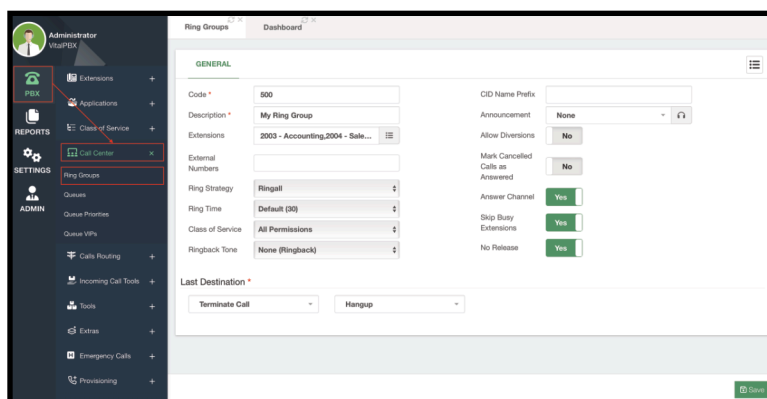 Administrator
VitalPBX
PBX
REPORTS
SETTINGS
ADMIN
Extensions +
Applications +
Class of Service +
Call Center ×
Ring Groups
Queues
Queue Priorities
Queue VIPs
Calls Routing +
Incoming Call Tools +
Tools +
Extras +
Emergency Calls +
Provisioning +
Ring Groups
Dashboard
GENERAL
Code * 500
Description * My Ring Group
Extensions 2003 - Accounting,2004 - Sale...
External Numbers
Ring Strategy Ringall
Ring Time Default (30)
Class of Service All Permissions
Ringback Tone None (Ringback)
CID Name Prefix
Announcement None
Allow Diversions No
Mark Cancelled Calls as Answered No
Answer Channel Yes
Skip Busy Extensions Yes
No Release Yes
Last Destination *
Terminate Call Hangup
Save